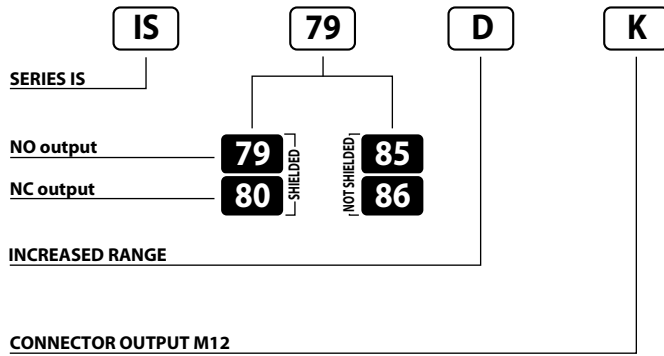 IS 79 D K
SERIES IS
NO output 79 SHIELDED NOT SHIELDED 85
NC output 80 86
INCREASED RANGE
CONNECTOR OUTPUT M12